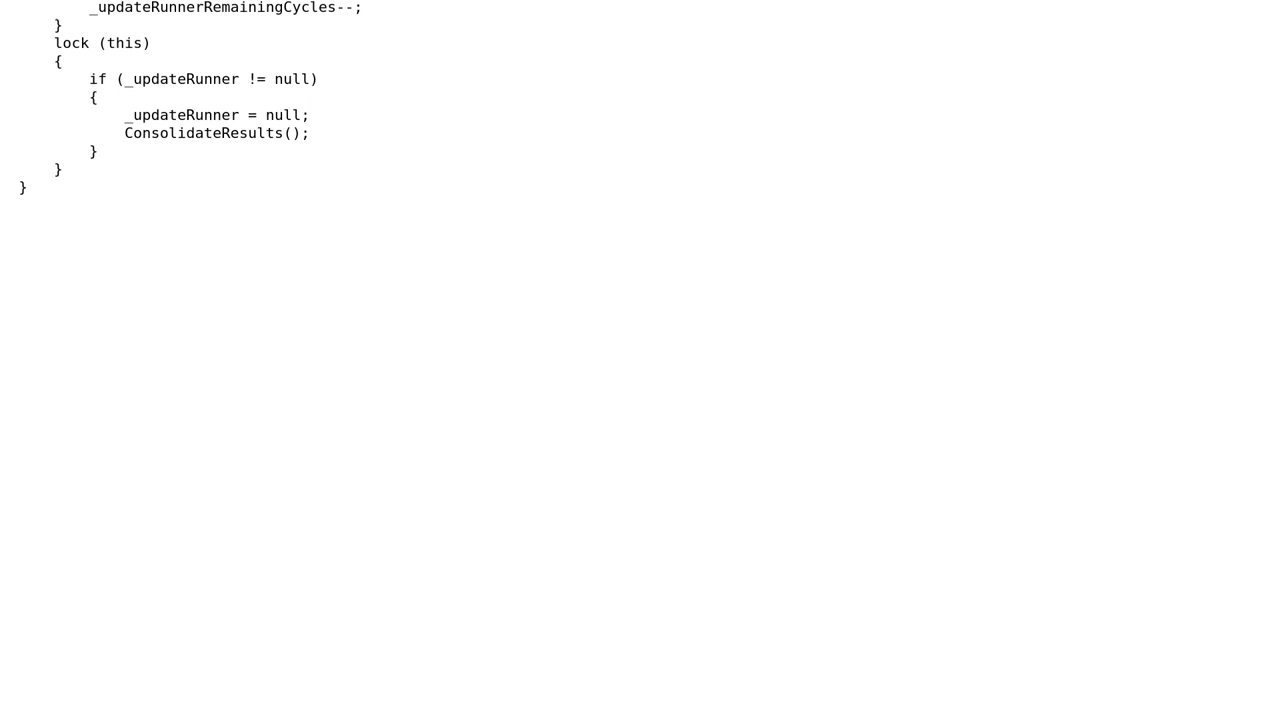 _updateRunnerRemainingCycles--;
    }
    lock (this)
    {
        if (_updateRunner != null)
        {
            _updateRunner = null;
            ConsolidateResults();
        }
    }
}